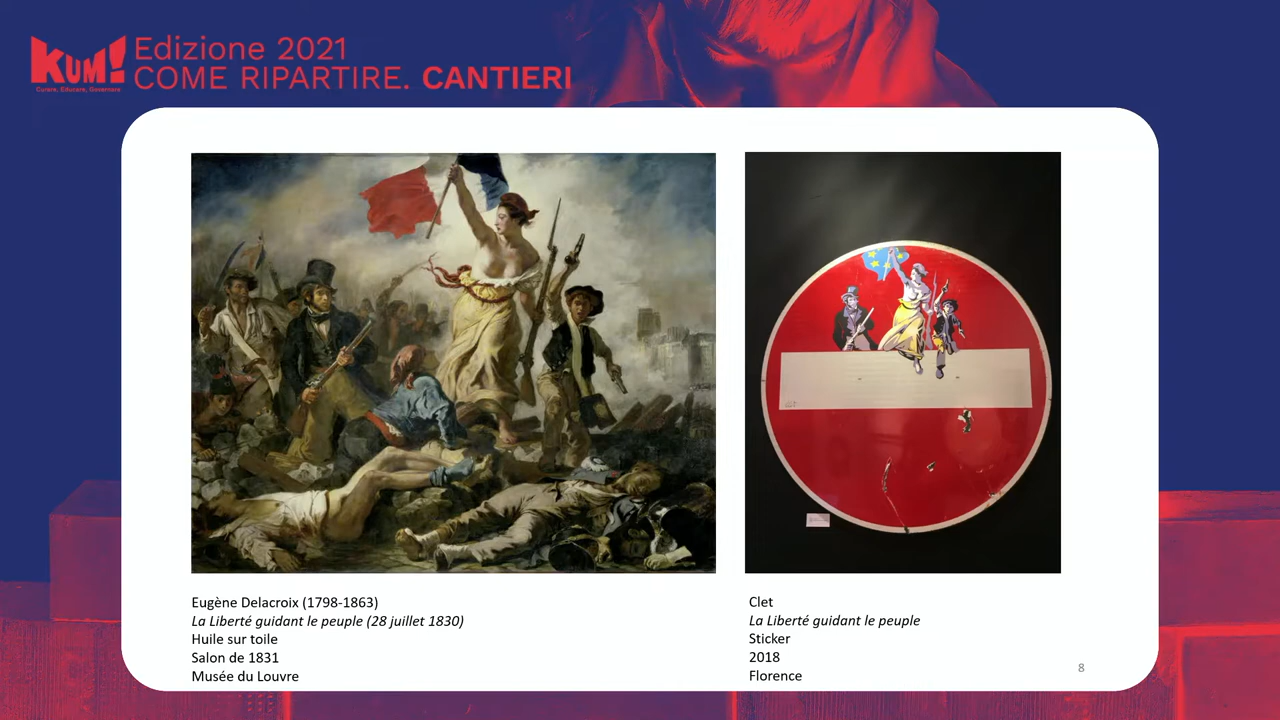 KUM!
Curare, Educare, Governare
Edizione 2021
COME RIPARTIRE. CANTIERI
Eugène Delacroix (1798-1863)
La Liberté guidant le peuple (28 juillet 1830)
Huile sur toile
Salon de 1831
Musée du Louvre
Clet
La Liberté guidant le peuple
Sticker
2018
Florence
8